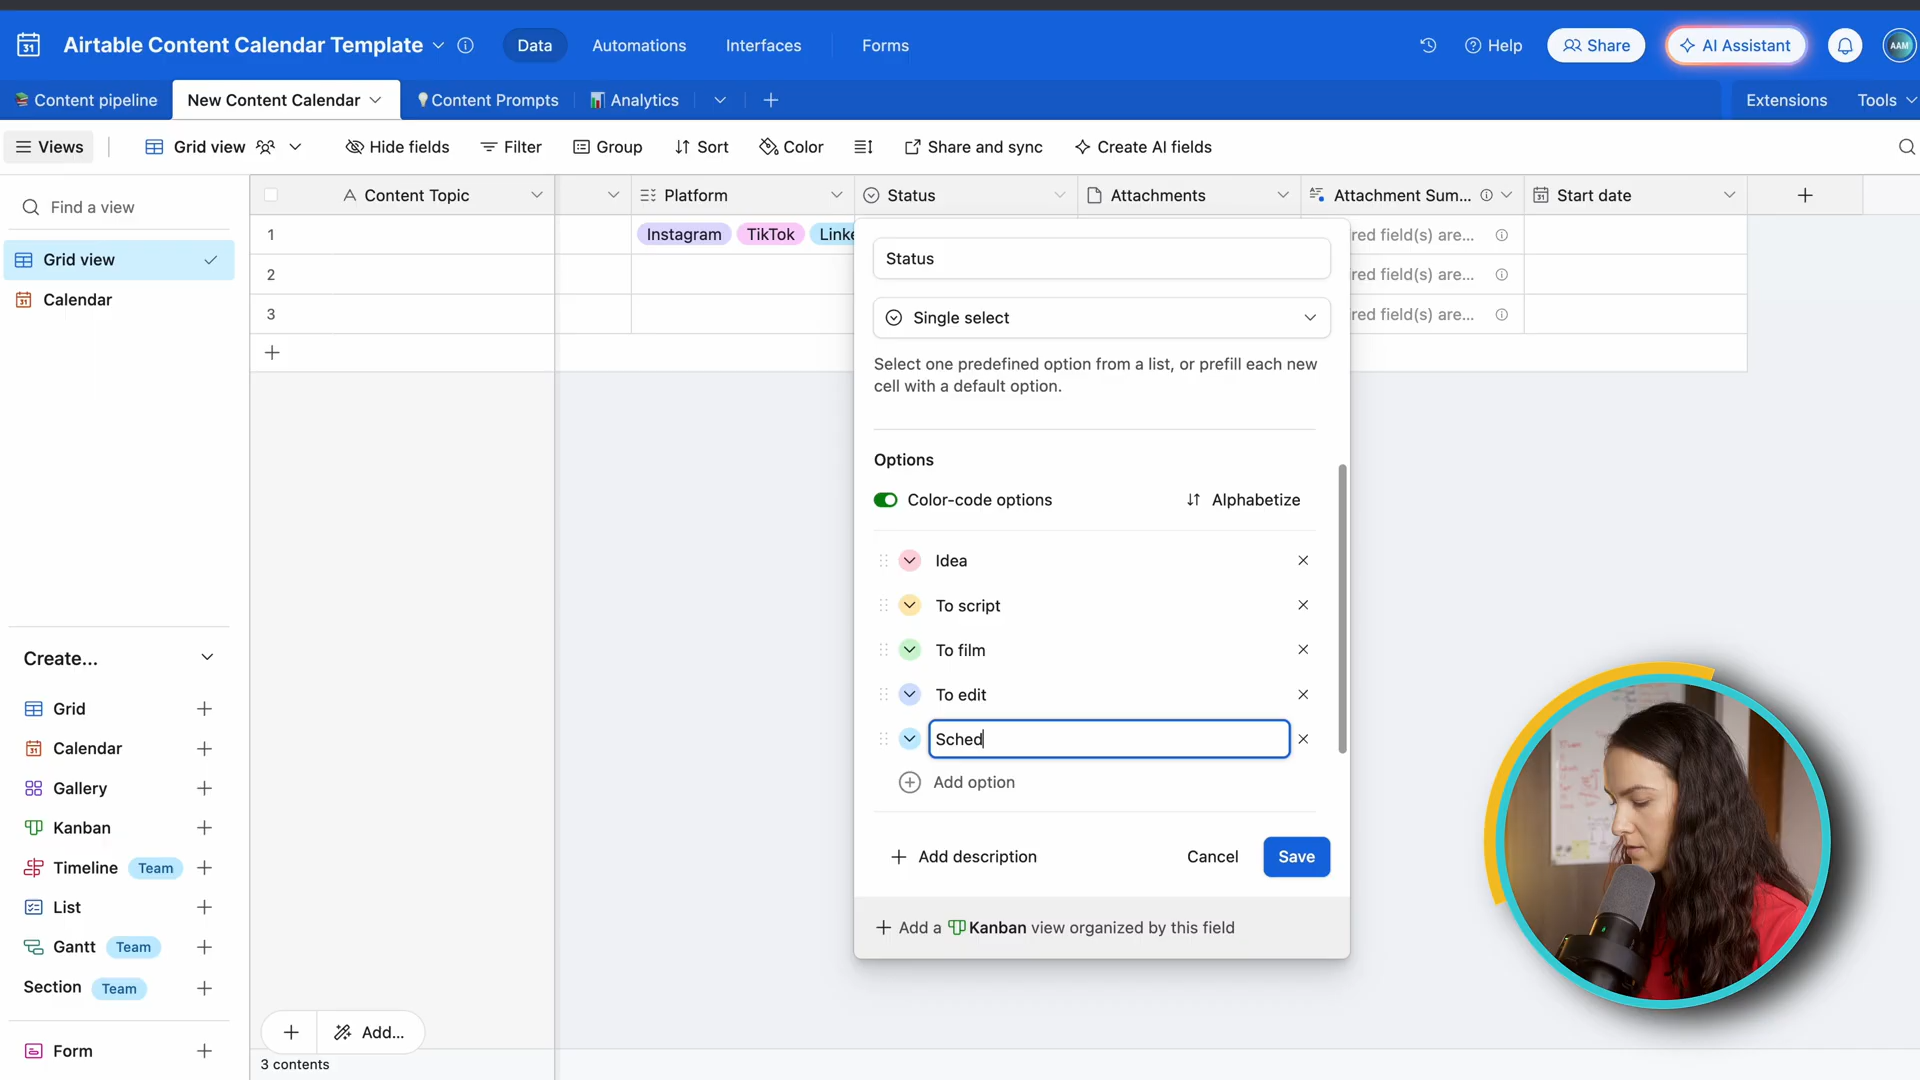 31 Airtable Content Calendar Template Data Automations Interfaces Forms Help Share AI Assistant AAM
Content pipeline New Content Calendar Content Prompts Analytics Extensions Tools
Views Grid view Hide fields Filter Group Sort Color Share and sync Create AI fields
Find a view
Grid view
Calendar
Create...
Grid
Calendar
Gallery
Kanban
Timeline Team
List
Gantt Team
Section Team
Form
Content Topic Platform Status Attachments Attachment Sum... Start date
1 Instagram TikTok Linke red field(s) are...
2 red field(s) are...
3 red field(s) are...
Status
Single select
Select one predefined option from a list, or prefill each new
cell with a default option.
Options
Color-code options Alphabetize
Idea
To script
To film
To edit
Sched
Add option
Add description Cancel Save
Add a Kanban view organized by this field
Add...
3 contents